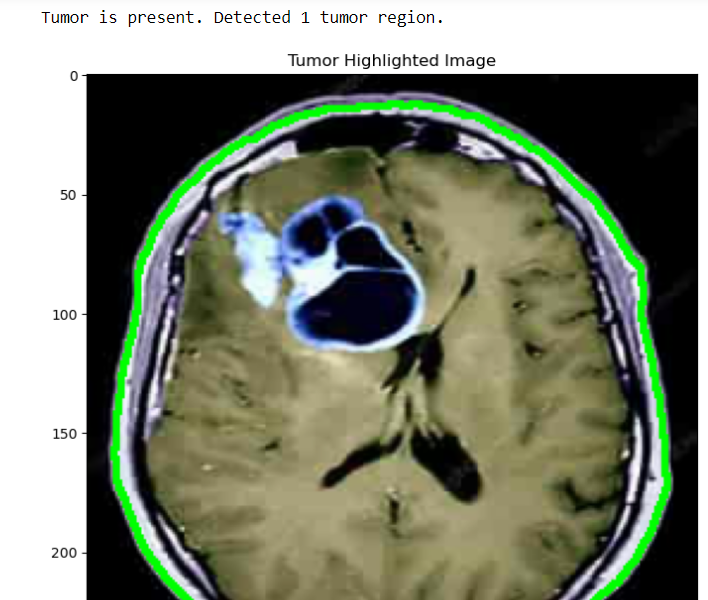 Tumor is present. Detected 1 tumor region.
Tumor Highlighted Image
0
50
100
150
200